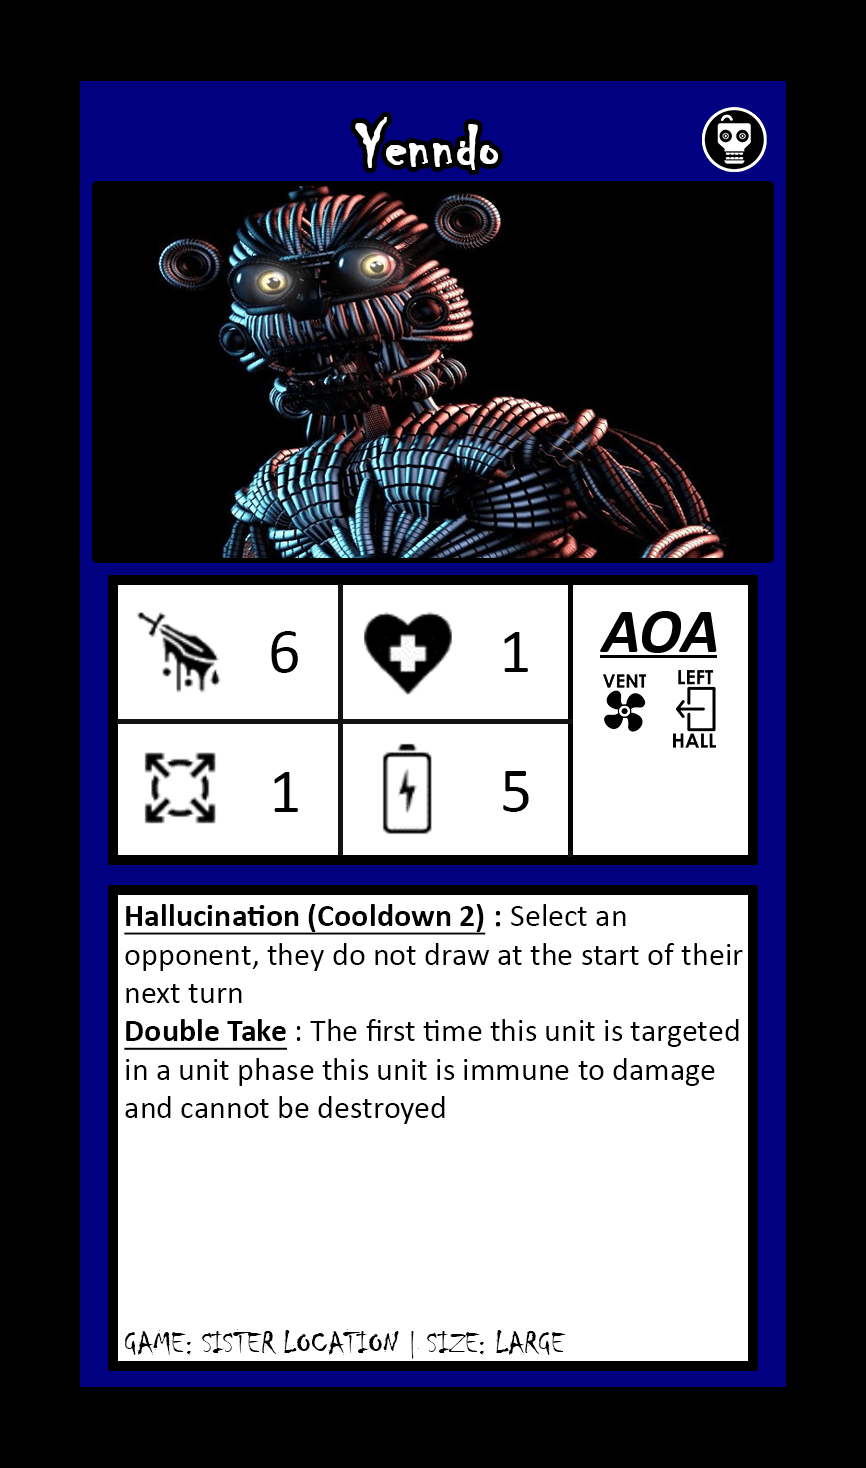 Yenndo
6
1
AOA
VENT
LEFT
HALL
1
5
Hallucination (Cooldown 2) : Select an
opponent, they do not draw at the start of their
next turn
Double Take : The first time this unit is targeted
in a unit phase this unit is immune to damage
and cannot be destroyed
GAME: SISTER LOCATION | SIZE: LARGE